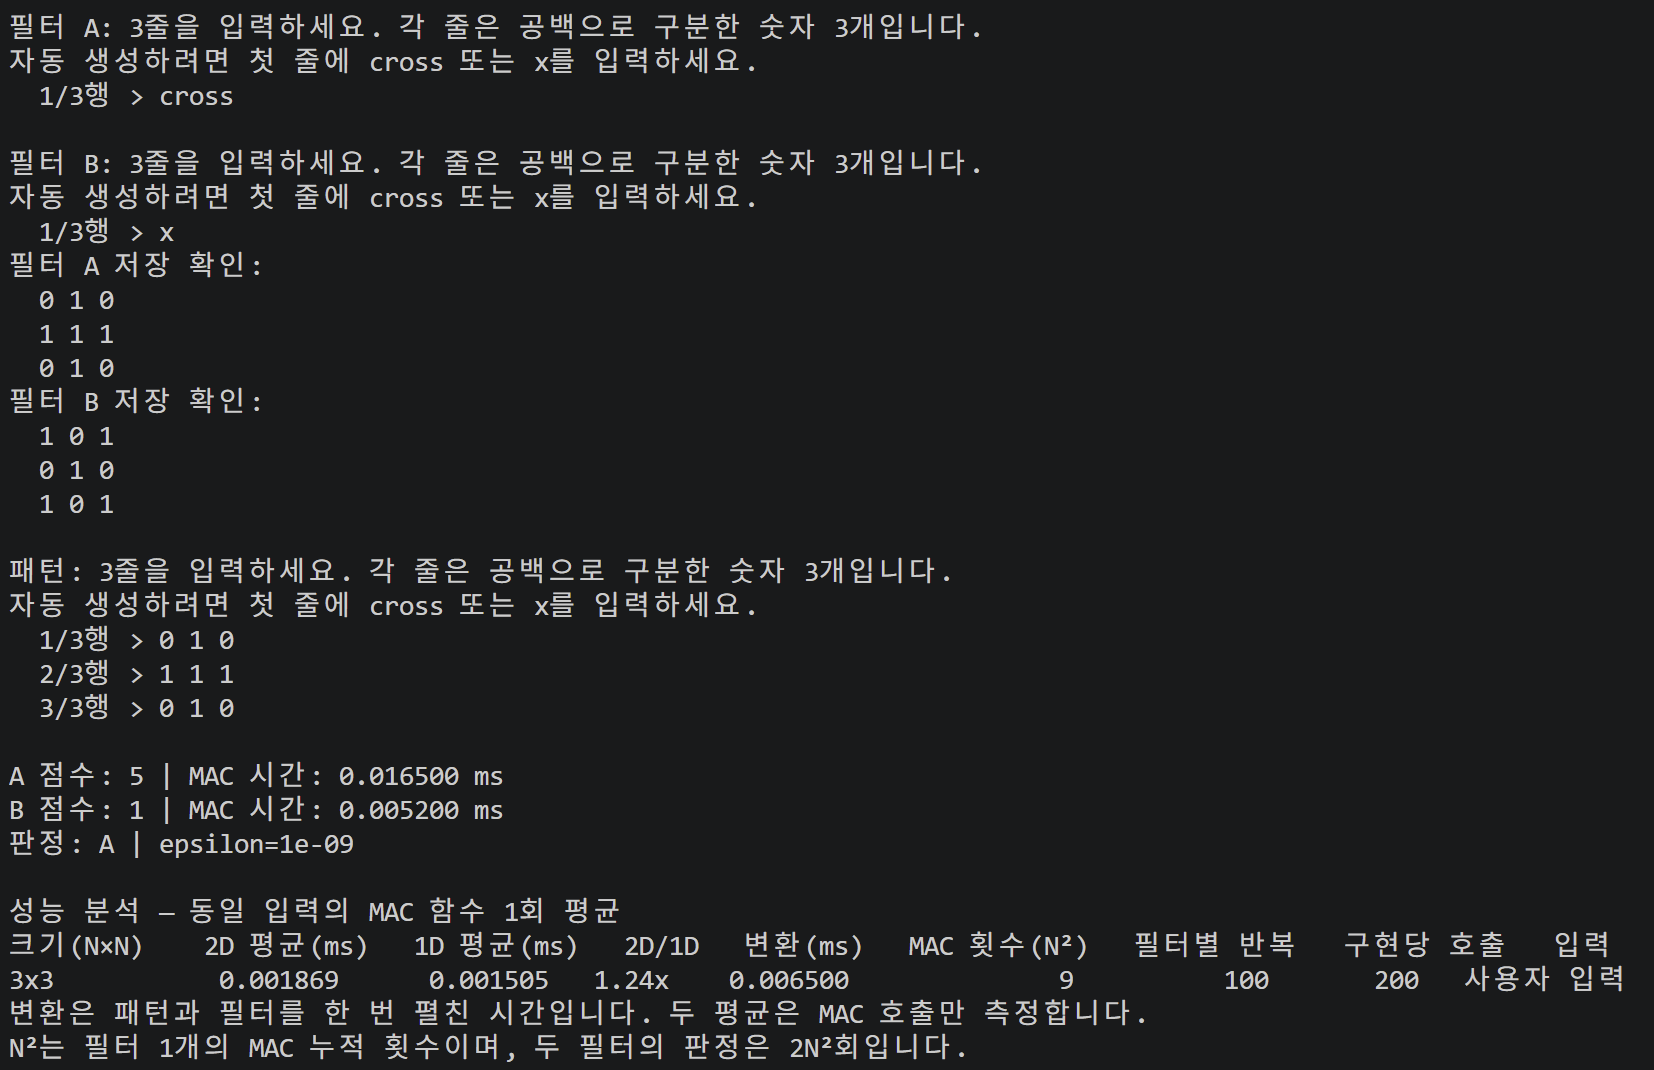 필터 A: 3줄을 입력하세요. 각 줄은 공백으로 구분한 숫자 3개입니다.
자동 생성하려면 첫 줄에 cross 또는 x를 입력하세요.
  1/3행 > cross

필터 B: 3줄을 입력하세요. 각 줄은 공백으로 구분한 숫자 3개입니다.
자동 생성하려면 첫 줄에 cross 또는 x를 입력하세요.
  1/3행 > x
필터 A 저장 확인:
  0 1 0
  1 1 1
  0 1 0
필터 B 저장 확인:
  1 0 1
  0 1 0
  1 0 1

패턴: 3줄을 입력하세요. 각 줄은 공백으로 구분한 숫자 3개입니다.
자동 생성하려면 첫 줄에 cross 또는 x를 입력하세요.
  1/3행 > 0 1 0
  2/3행 > 1 1 1
  3/3행 > 0 1 0

A 점수: 5 | MAC 시간: 0.016500 ms
B 점수: 1 | MAC 시간: 0.005200 ms
판정: A | epsilon=1e-09

성능 분석 — 동일 입력의 MAC 함수 1회 평균
크기(N×N)    2D 평균(ms)   1D 평균(ms)   2D/1D   변환(ms)   MAC 횟수(N²)   필터별 반복   구현당 호출   입력
3x3           0.001869      0.001505   1.24x    0.006500              9          100       200   사용자 입력
변환은 패턴과 필터를 한 번 펼친 시간입니다. 두 평균은 MAC 호출만 측정합니다.
N²는 필터 1개의 MAC 누적 횟수이며, 두 필터의 판정은 2N²회입니다.